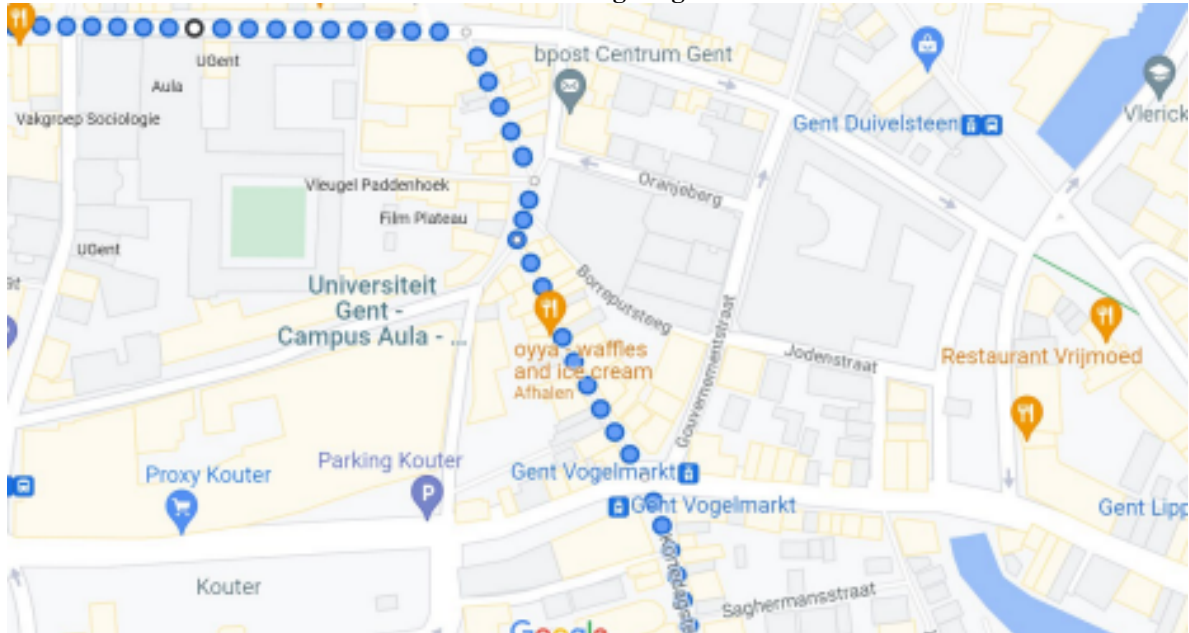 UGent
bpost Centrum Gent
Aula
Vakgroep Sociologie
Gent Duivelsteen
Vlerick
Vleugel Paddenhoek
Oranjeberg
Film Plateau
UGent
Universiteit
Gent -
Campus Aula - ...
Borreputsteeg
Gouvernementstraat
oyya - waffles
and ice cream
Afhalen
Jodenstraat
Restaurant Vrijmoed
Parking Kouter
Proxy Kouter
Gent Vogelmarkt
Gent Vogelmarkt
Gent Lipp
Kortedagste
Kouter
Saghermansstraat
Google